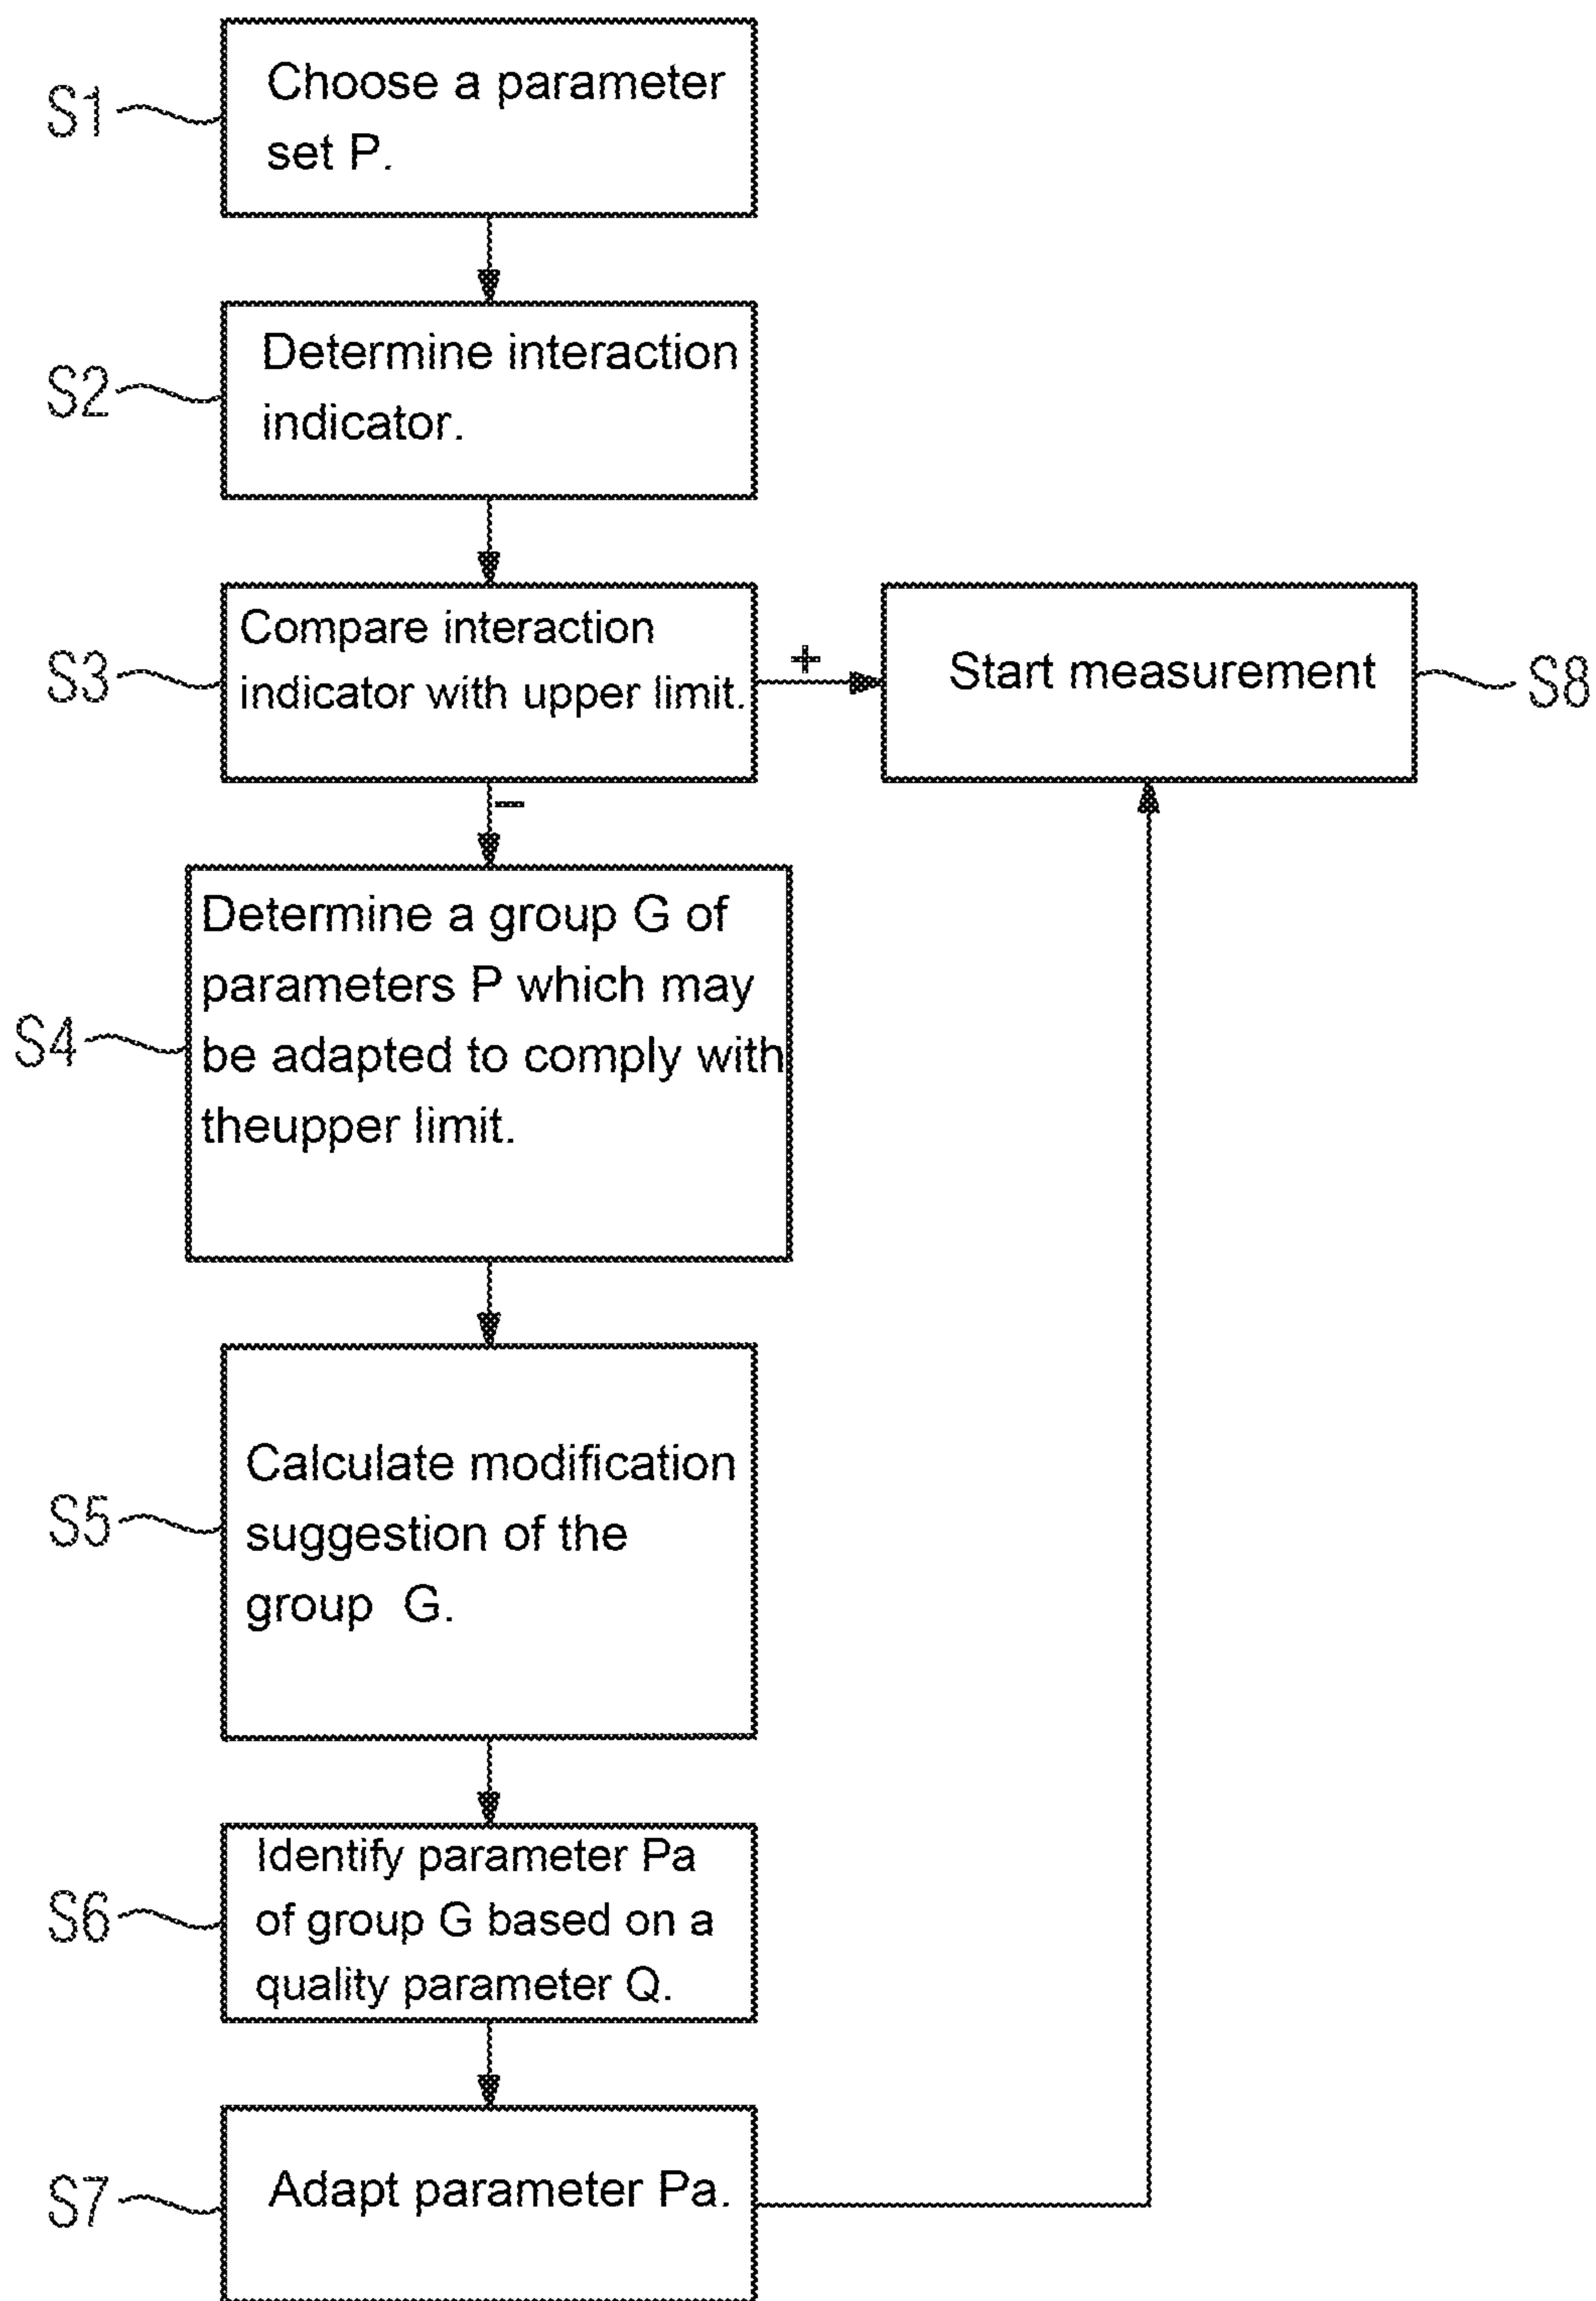 S1
Choose a parameter
set P.
S2
Determine interaction
indicator.
S3
Compare interaction
indicator with upper limit.
+
Start measurement
S8
–
S4
Determine a group G of
parameters P which may
be adapted to comply with
theupper limit.
S5
Calculate modification
suggestion of the
group G.
S6
Identify parameter Pa
of group G based on a
quality parameter Q.
S7
Adapt parameter Pa.